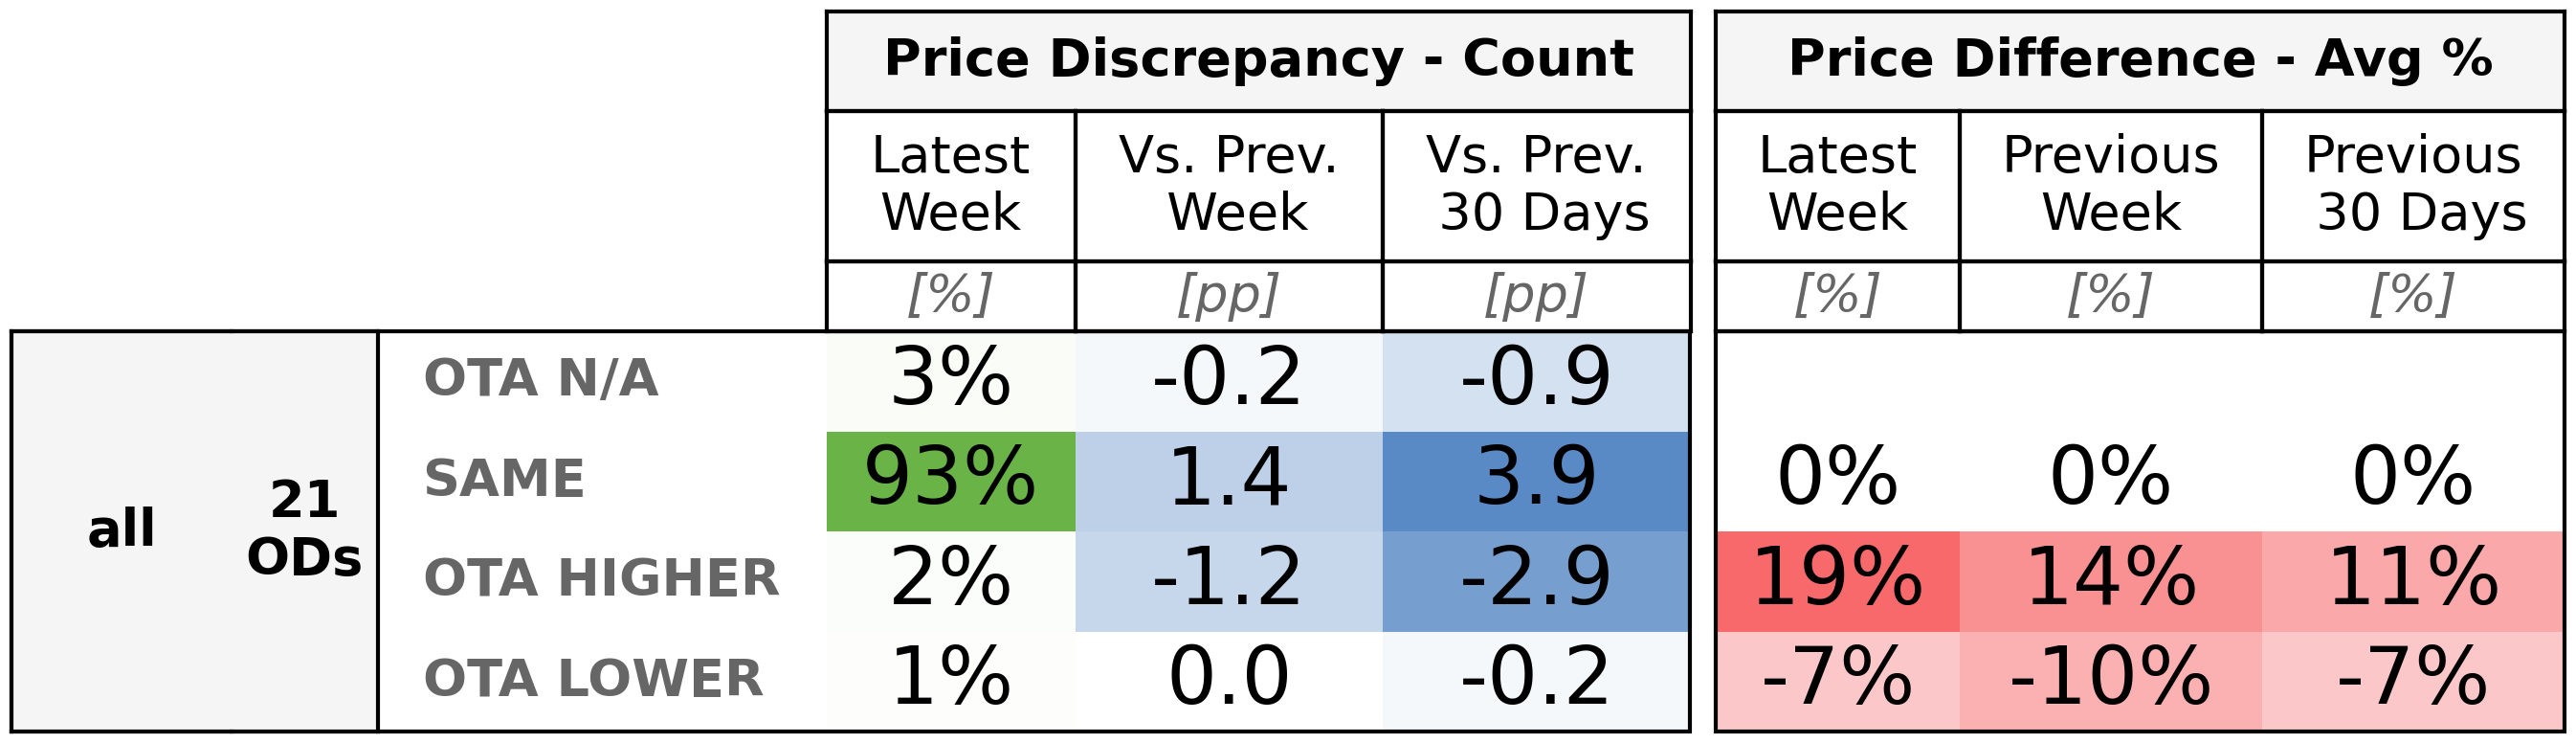 Price Discrepancy - Count Price Difference - Avg %
Latest Week Vs. Prev. Week Vs. Prev. 30 Days Latest Week Previous Week Previous 30 Days
[%] [pp] [pp] [%] [%] [%]
all 21 ODs
OTA N/A 3% -0.2 -0.9
SAME 93% 1.4 3.9 0% 0% 0%
OTA HIGHER 2% -1.2 -2.9 19% 14% 11%
OTA LOWER 1% 0.0 -0.2 -7% -10% -7%